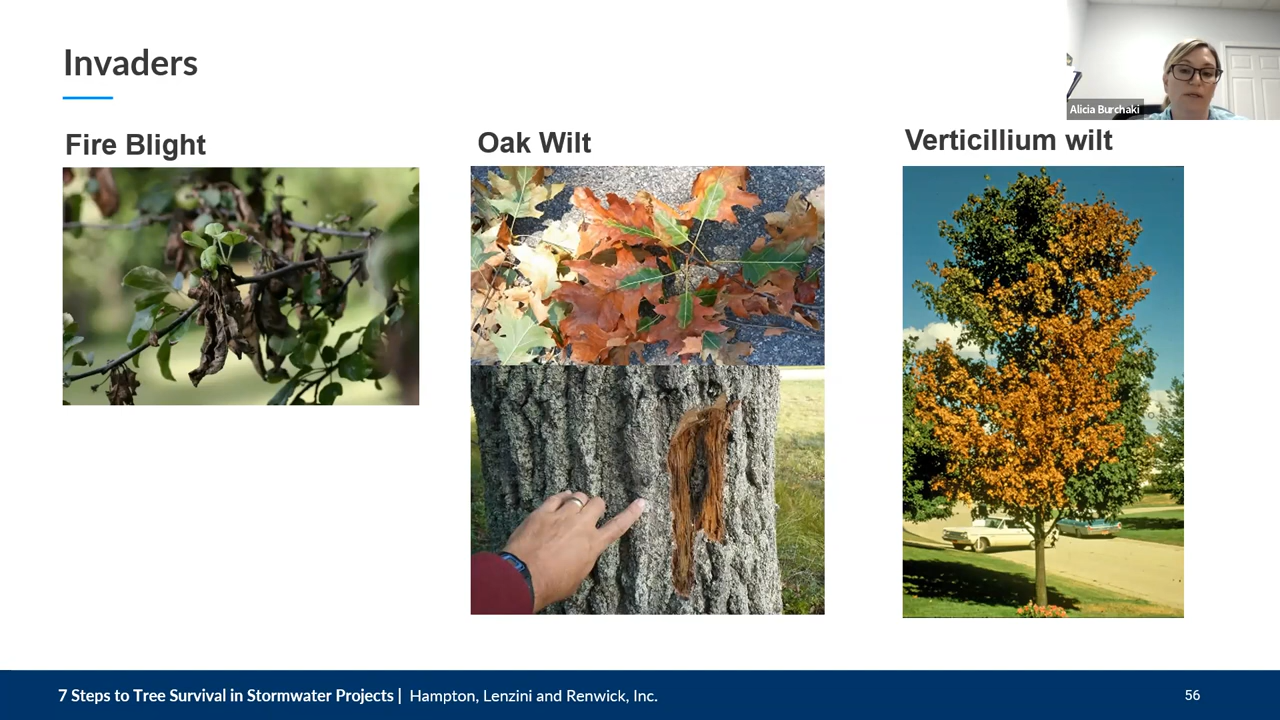 Invaders
Alicia Burchaki
Fire Blight
Oak Wilt
Verticillium wilt
7 Steps to Tree Survival in Stormwater Projects | Hampton, Lenzini and Renwick, Inc.
56